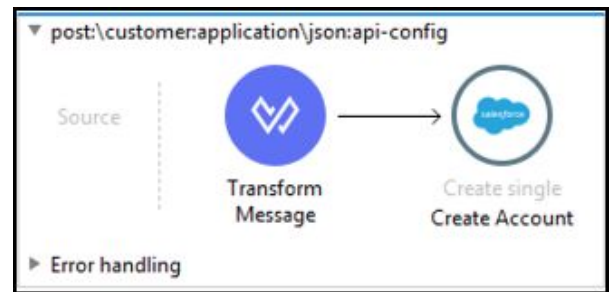 post:\customer:application\json:api-config
Source
salesforce
Transform
Message
Create single
Create Account
Error handling